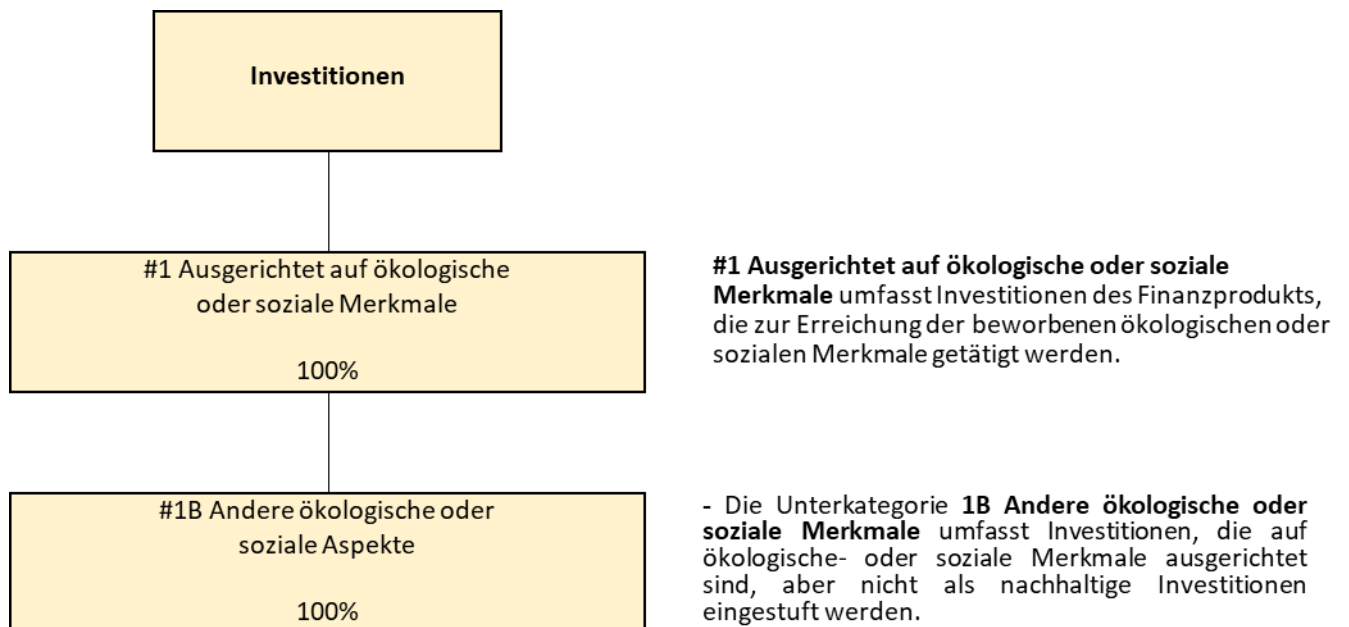 Investitionen
#1 Ausgerichtet auf ökologische
oder soziale Merkmale
100%
#1 Ausgerichtet auf ökologische oder soziale
Merkmale umfasst Investitionen des Finanzprodukts,
die zur Erreichung der beworbenen ökologischen oder
sozialen Merkmale getätigt werden.
#1B Andere ökologische oder
soziale Aspekte
100%
- Die Unterkategorie 1B Andere ökologische oder
soziale Merkmale umfasst Investitionen, die auf
ökologische- oder soziale Merkmale ausgerichtet
sind, aber nicht als nachhaltige Investitionen
eingestuft werden.